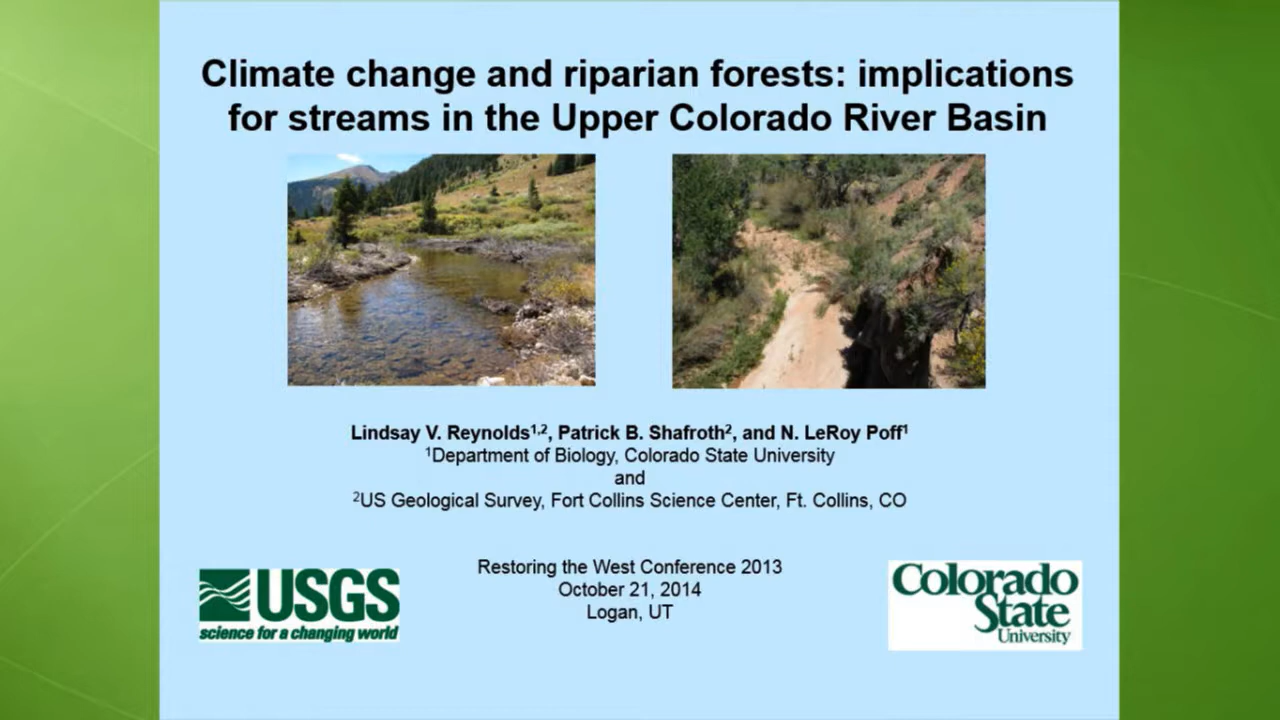 Climate change and riparian forests: implications
for streams in the Upper Colorado River Basin
Lindsay V. Reynolds1,2, Patrick B. Shafroth2, and N. LeRoy Poff1
1Department of Biology, Colorado State University
and
2US Geological Survey, Fort Collins Science Center, Ft. Collins, CO
Restoring the West Conference 2013
October 21, 2014
Logan, UT
USGS
science for a changing world
Colorado
State
University